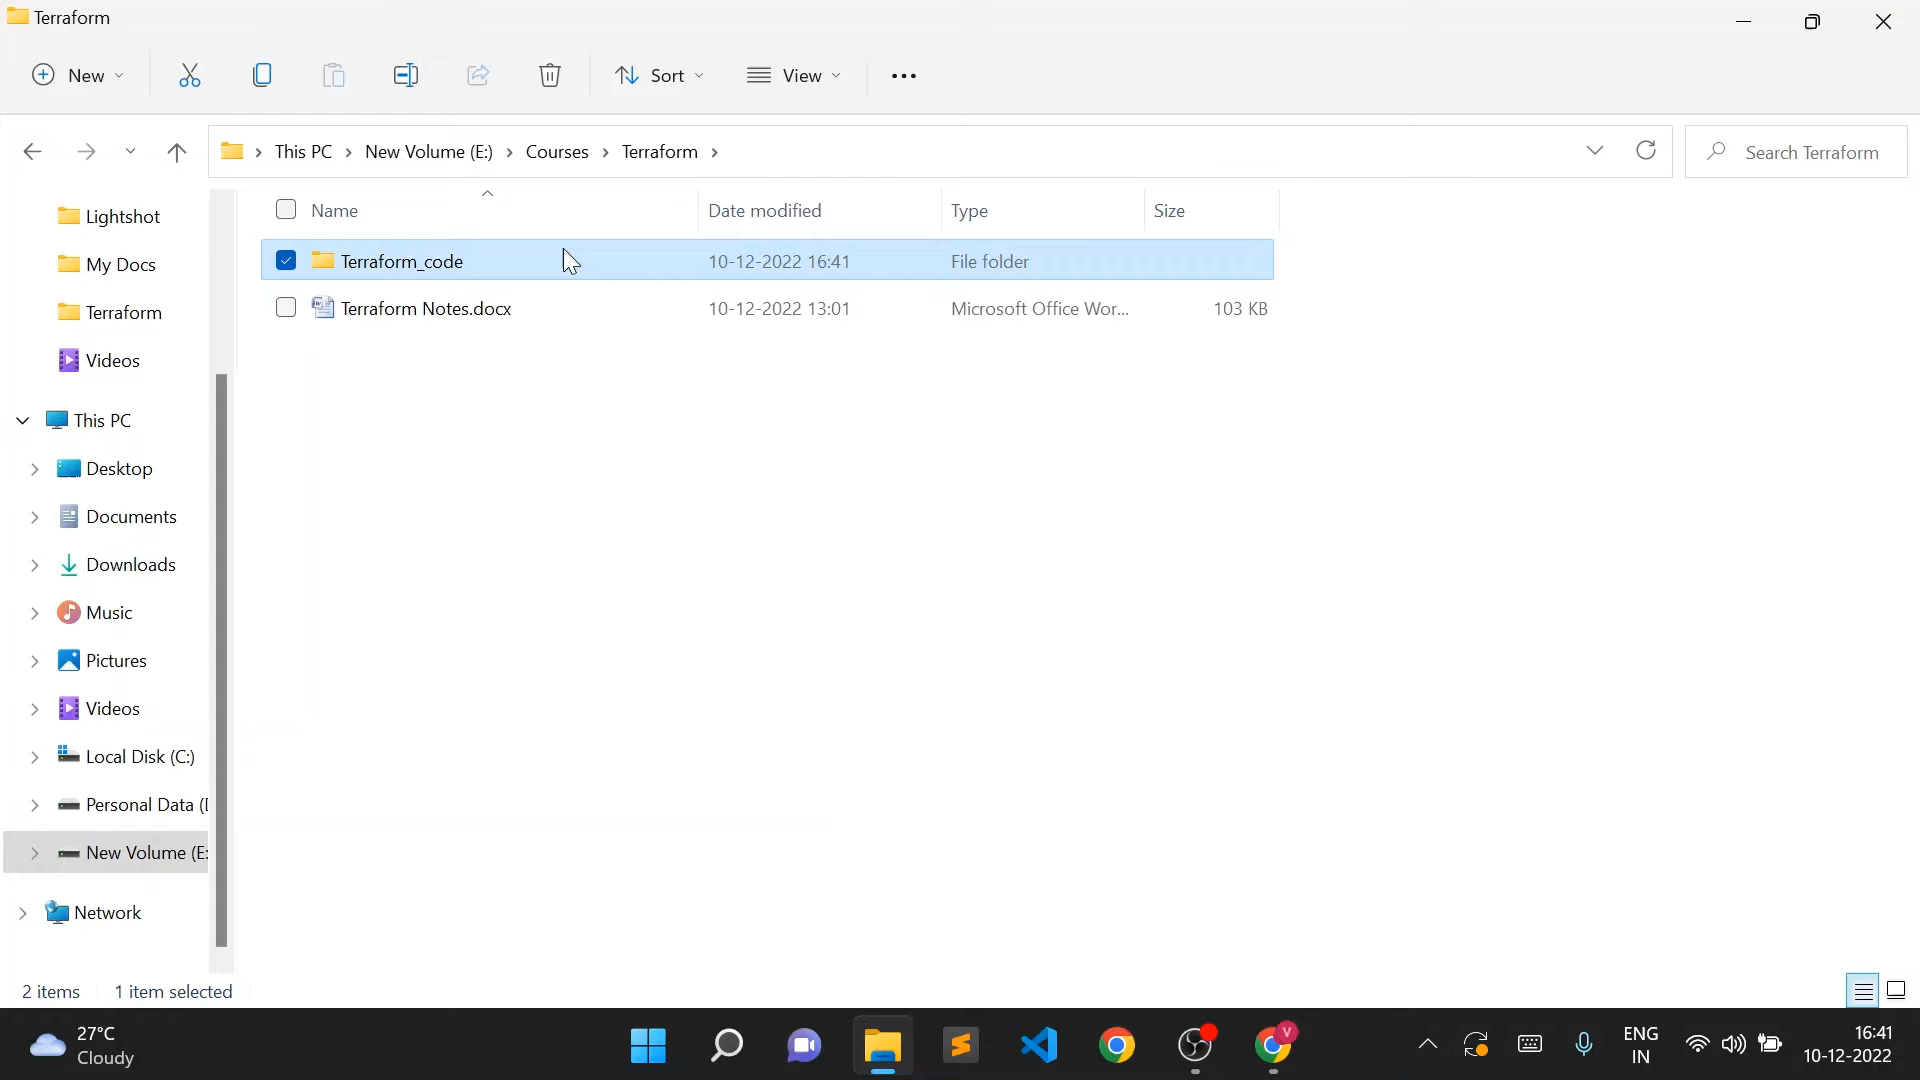 Terraform
New
Sort
View
This PC
New Volume (E:)
Courses
Terraform
Search Terraform
Name
Date modified
Type
Size
Terraform_code
10-12-2022 16:41
File folder
Terraform Notes.docx
10-12-2022 13:01
Microsoft Office Wor...
103 KB
Lightshot
My Docs
Terraform
Videos
This PC
Desktop
Documents
Downloads
Music
Pictures
Videos
Local Disk (C:)
Personal Data (
New Volume (E:
Network
2 items
1 item selected
27°C
Cloudy
V
ENG
IN
16:41
10-12-2022